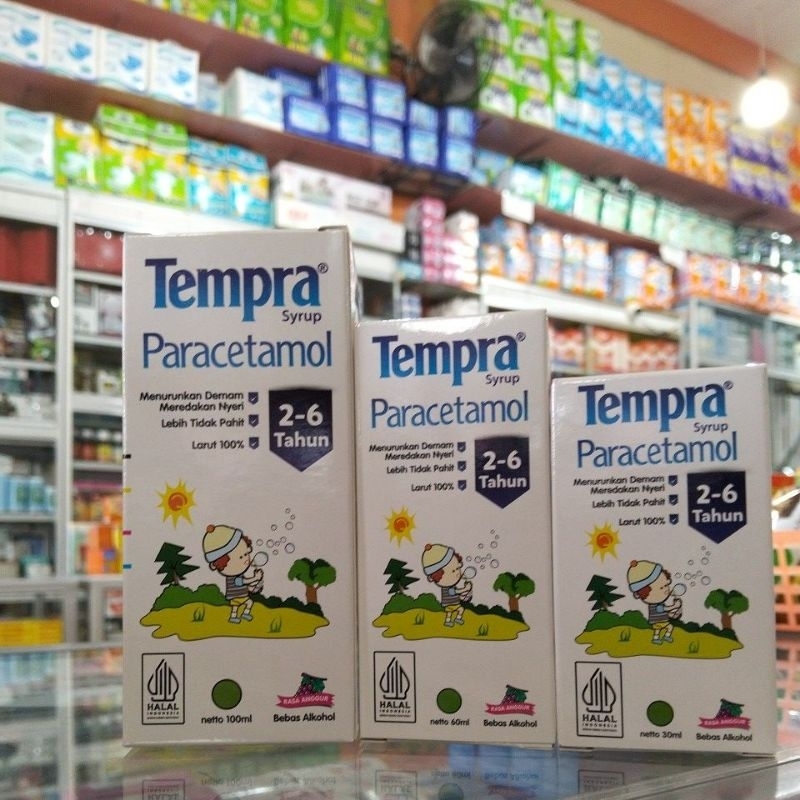 Tempra®
Syrup
Paracetamol
Menurunkan Demam
Meredakan Nyeri
Lebih Tidak Pahit
Larut 100%
2-6
Tahun
HALAL
INDONESIA
netto 100ml
RASA ANGGUR
Bebas Alkohol
Tempra®
Syrup
Paracetamol
Menurunkan Demam
Meredakan Nyeri
Lebih Tidak Pahit
Larut 100%
2-6
Tahun
HALAL
INDONESIA
netto 60ml
RASA ANGGUR
Bebas Alkohol
Tempra®
Syrup
Paracetamol
Menurunkan Demam
Meredakan Nyeri
Lebih Tidak Pahit
Larut 100%
2-6
Tahun
HALAL
INDONESIA
netto 30ml
RASA ANGGUR
Bebas Alkohol